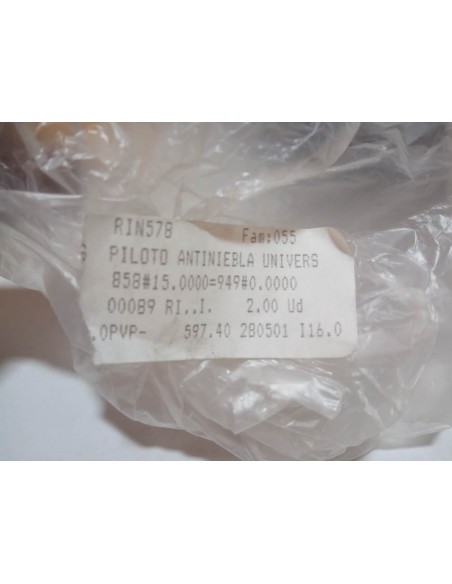 RIN578 Fam:055
PILOTO ANTINIEBLA UNIVERS
858#15.0000=949#0.0000
00089 RI..I. 2.00 Ud
.0PVP- 597.40 280501 I16.0